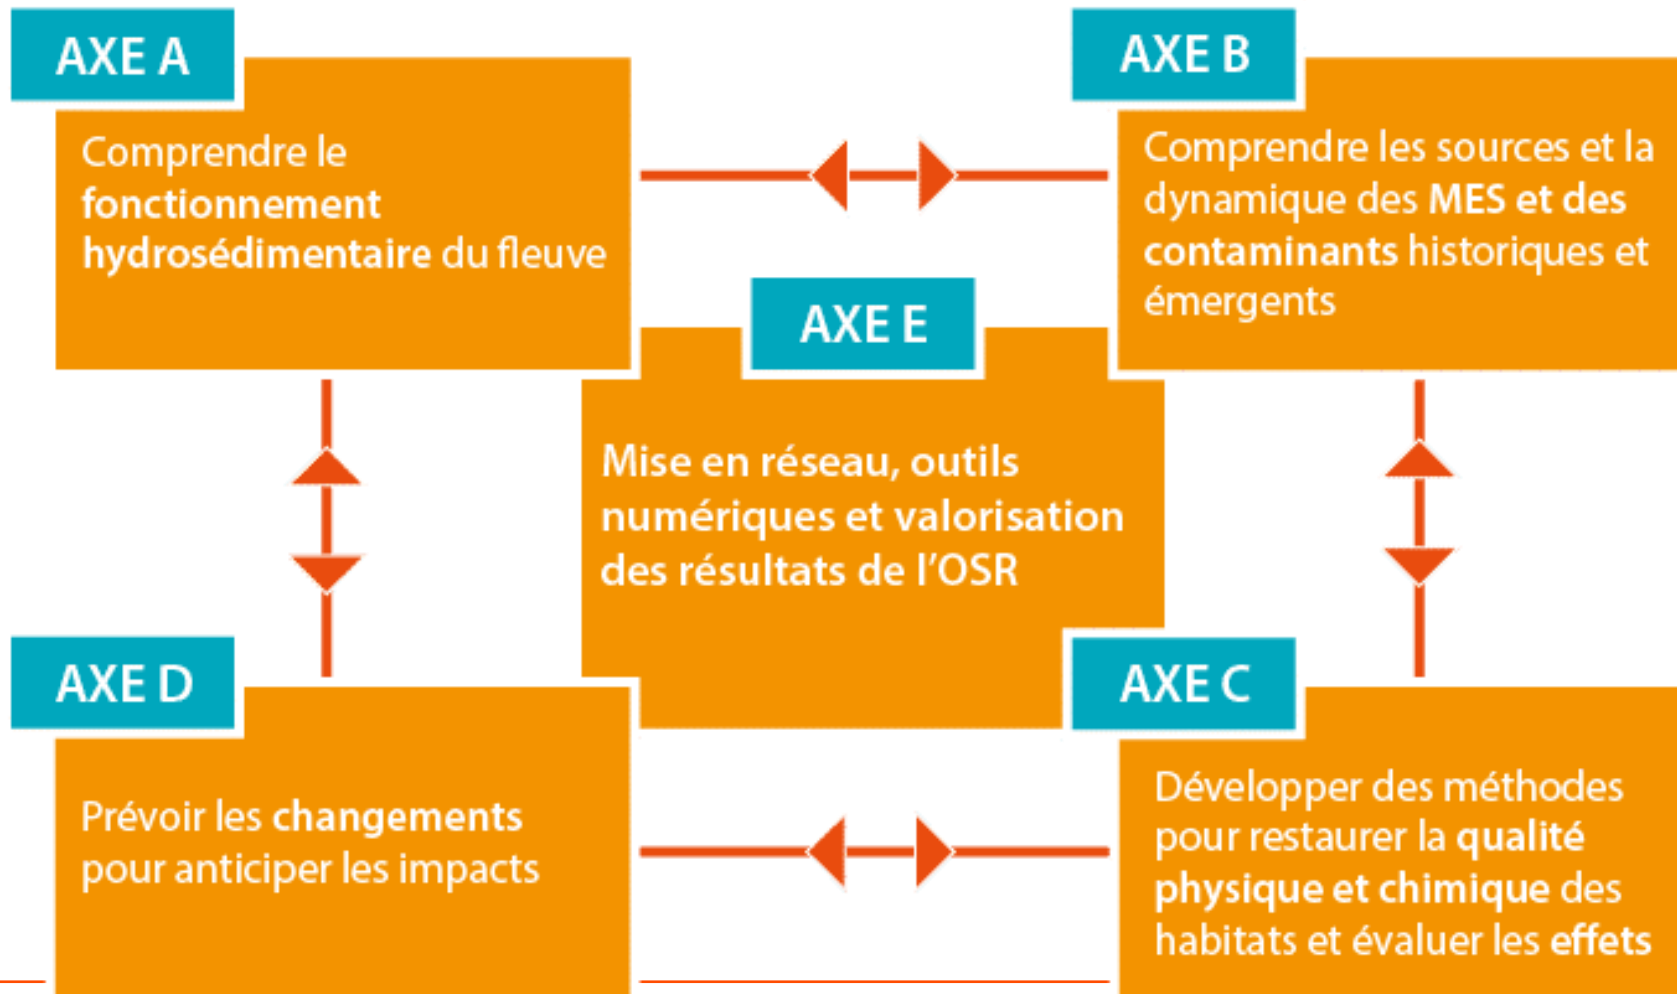 AXE A
Comprendre le
fonctionnement
hydrosédimentaire du fleuve
AXE B
Comprendre les sources et la
dynamique des MES et des
contaminants historiques et
émergents
AXE E
Mise en réseau, outils
numériques et valorisation
des résultats de l'OSR
AXE D
Prévoir les changements
pour anticiper les impacts
AXE C
Développer des méthodes
pour restaurer la qualité
physique et chimique des
habitats et évaluer les effets